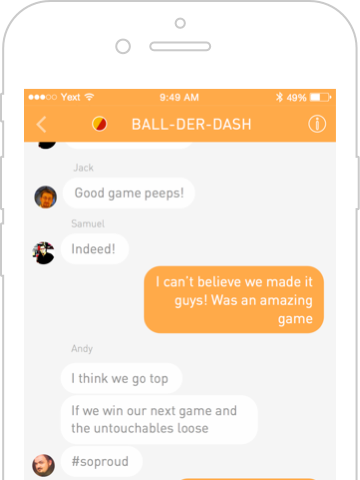 Yext 9:49 AM 49%
BALL-DER-DASH
Jack
Good game peeps!
Samuel
Indeed!
I can't believe we made it
guys! Was an amazing
game
Andy
I think we go top
If we win our next game and
the untouchables loose
#soproud